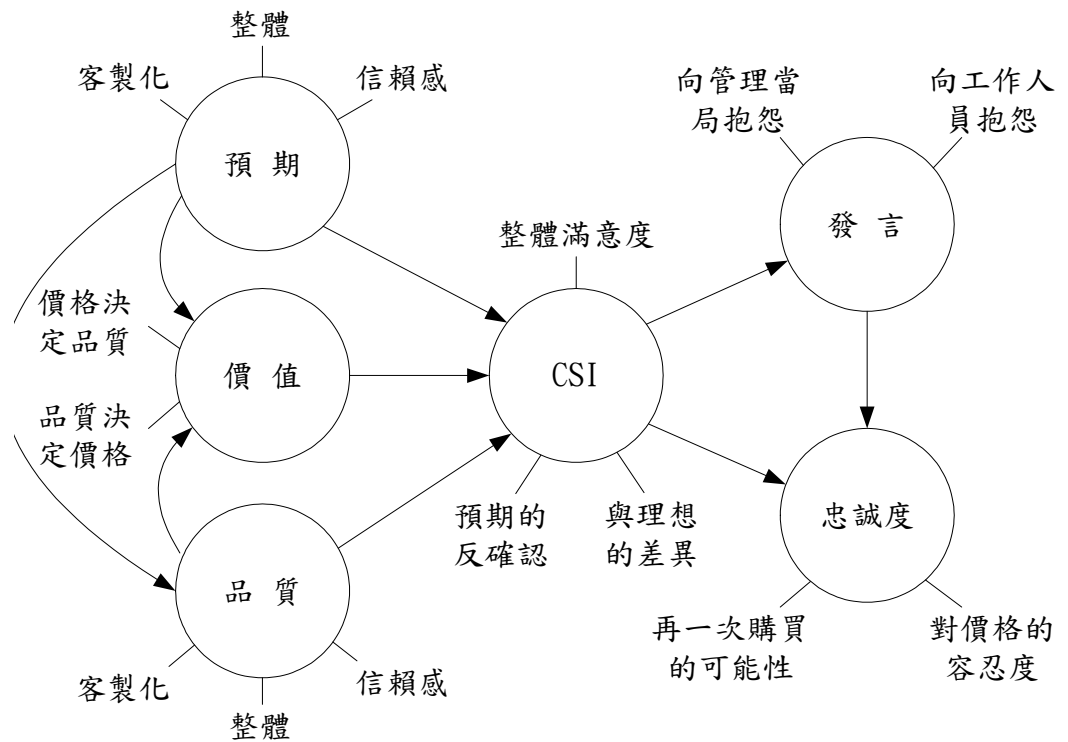 整體
客製化
信賴感
預 期
向管理當
局抱怨
向工作人
員抱怨
發 言
整體滿意度
價格決
定品質
價 值
CSI
品質決
定價格
預期的
反確認
與理想
的差異
忠誠度
品 質
再一次購買
的可能性
對價格的
容忍度
客製化
信賴感
整體